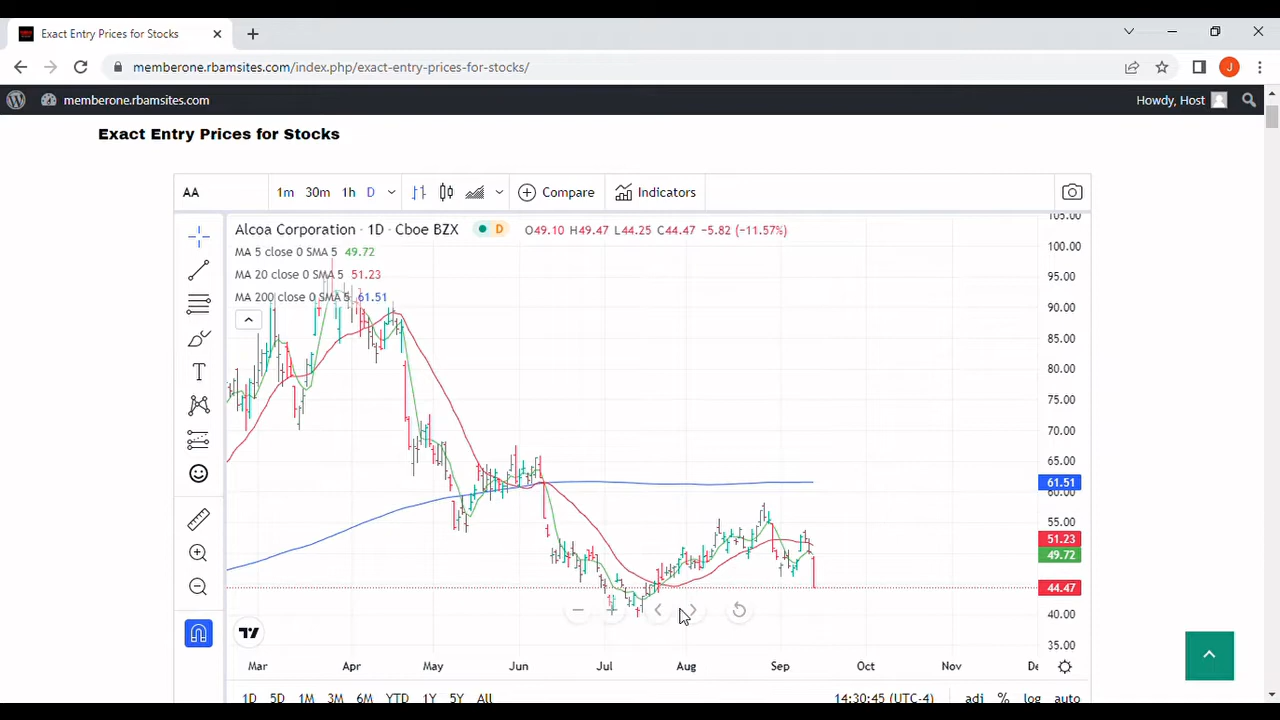 Exact Entry Prices for Stocks
memberone.rbamsites.com/index.php/exact-entry-prices-for-stocks/
J
memberone.rbamsites.com
Howdy, Host
Exact Entry Prices for Stocks
AA 1m 30m 1h D Compare Indicators
Alcoa Corporation · 1D · Cboe BZX D O49.10 H49.47 L44.25 C44.47 −5.82 (−11.57%)
MA 5 close 0 SMA 5 49.72
MA 20 close 0 SMA 5 51.23
MA 200 close 0 SMA 5 61.51
105.00
100.00
95.00
90.00
85.00
80.00
75.00
70.00
65.00
61.51
60.00
55.00
51.23
49.72
44.47
40.00
35.00
Mar Apr May Jun Jul Aug Sep Oct Nov De
1D 5D 1M 3M 6M YTD 1Y 5Y All 14:30:45 (UTC-4) adj % log auto